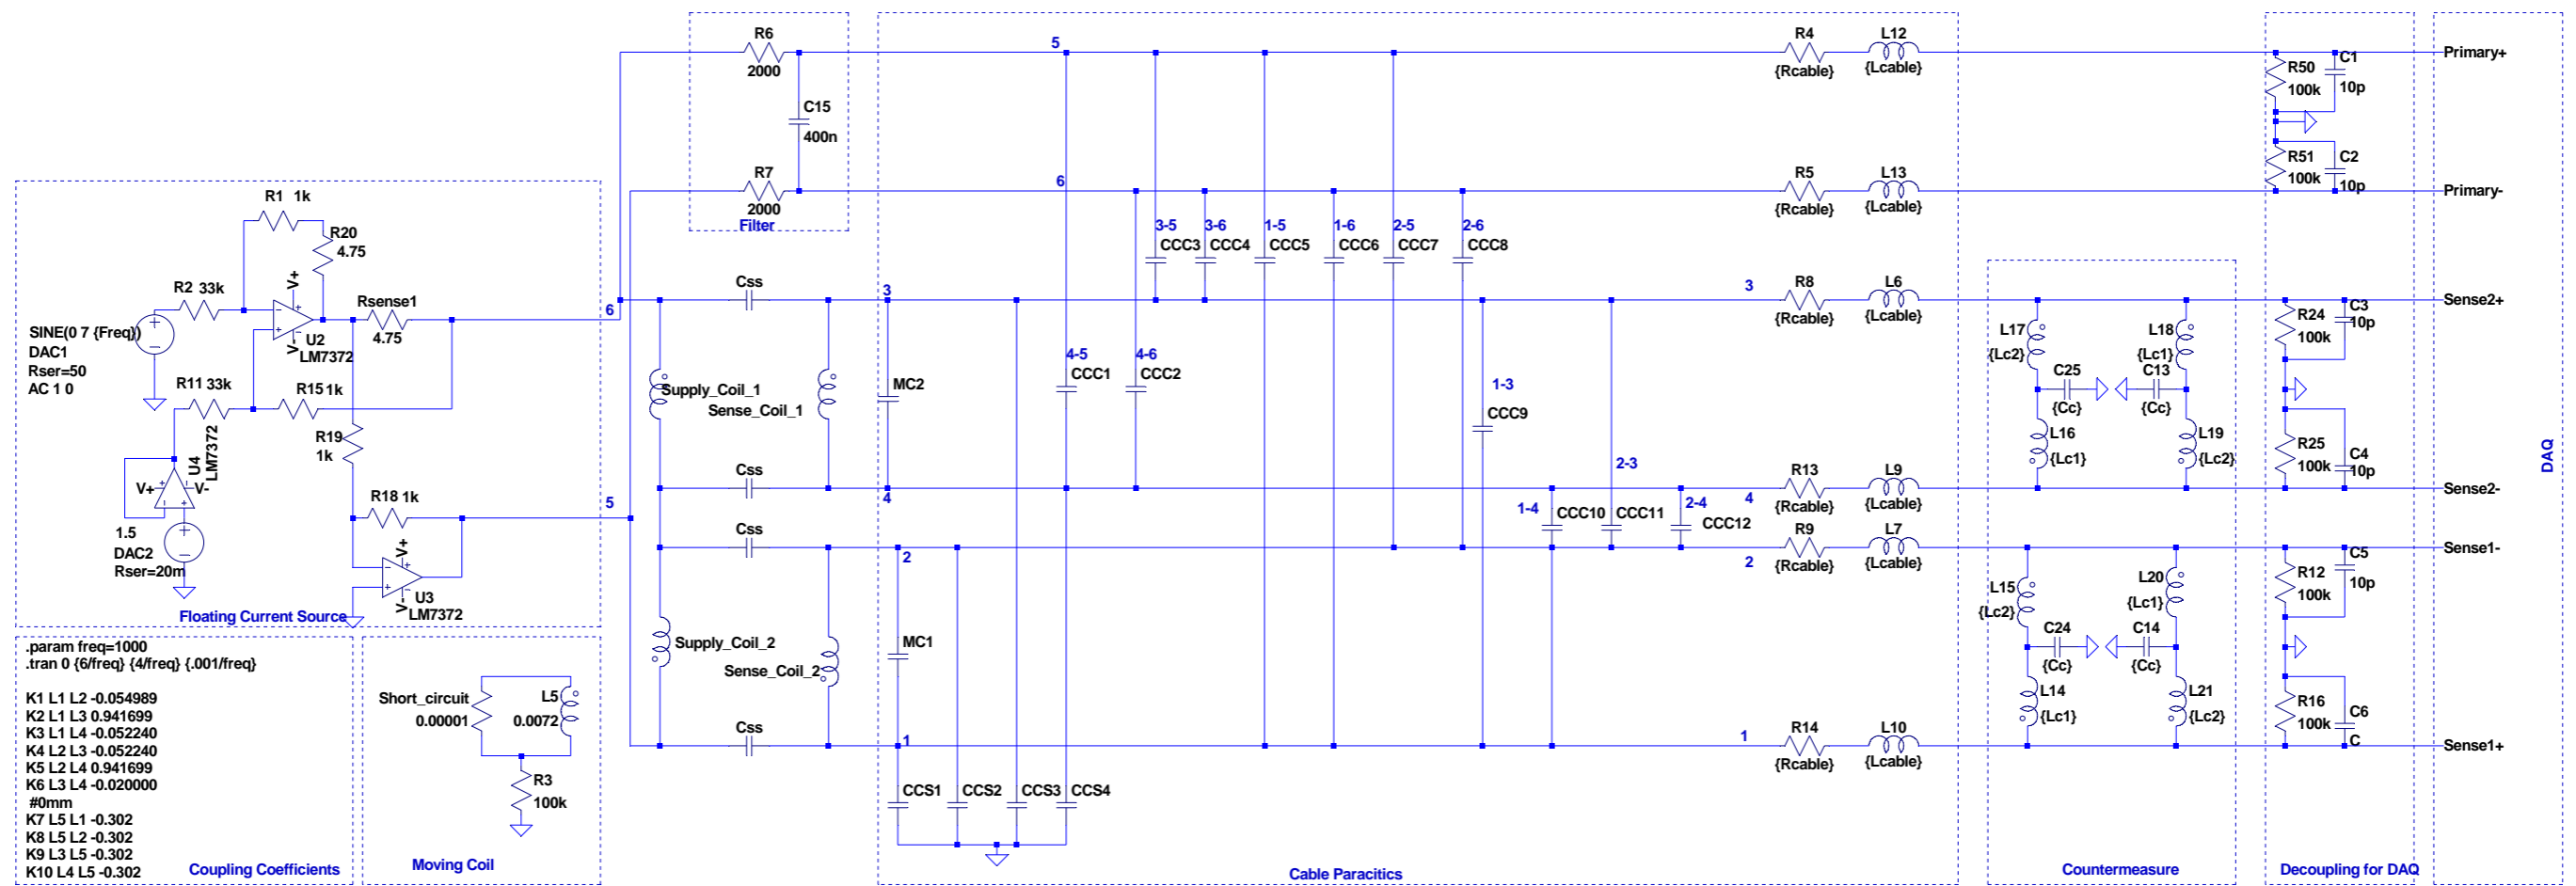 R6
2000
C15
400n
R7
2000
Filter
5
6
R4
{Rcable}
L12
{Lcable}
R5
{Rcable}
L13
{Lcable}
R50
100k
C1
10p
R51
100k
C2
10p
Primary+
Primary-
R1 1k
R20
4.75
R2 33k
V+
V-
U2
LM7372
Rsense1
4.75
SINE(0 7 {Freq})
DAC1
Rser=50
AC 1 0
R11 33k
R15 1k
R19
1k
R18 1k
U4
LM7372
V+
V-
1.5
DAC2
Rser=20m
V+
V-
U3
LM7372
Floating Current Source
6
5
Css
Css
Css
Css
Supply_Coil_1
Sense_Coil_1
Supply_Coil_2
Sense_Coil_2
3
4
2
1
MC2
MC1
4-5
CCC1
4-6
CCC2
3-5
CCC3
3-6
CCC4
1-5
CCC5
1-6
CCC6
2-5
CCC7
2-6
CCC8
1-3
CCC9
1-4
CCC10
2-3
CCC11
2-4
CCC12
CCS1
CCS2
CCS3
CCS4
Cable Paracitics
3
R8
{Rcable}
L6
{Lcable}
4
R13
{Rcable}
L9
{Lcable}
2
R9
{Rcable}
L7
{Lcable}
1
R14
{Rcable}
L10
{Lcable}
L17
{Lc2}
L18
{Lc1}
C25
{Cc}
C13
{Cc}
L16
{Lc1}
L19
{Lc2}
L15
{Lc2}
L20
{Lc1}
C24
{Cc}
C14
{Cc}
L14
{Lc1}
L21
{Lc2}
Countermeasure
R24
100k
C3
10p
R25
100k
C4
10p
R12
100k
C5
10p
R16
100k
C6
C
Decoupling for DAQ
Sense2+
Sense2-
Sense1-
Sense1+
DAQ
.param freq=1000
.tran 0 {6/freq} {4/freq} {.001/freq}
K1 L1 L2 -0.054989
K2 L1 L3 0.941699
K3 L1 L4 -0.052240
K4 L2 L3 -0.052240
K5 L2 L4 0.941699
K6 L3 L4 -0.020000
#0mm
K7 L5 L1 -0.302
K8 L5 L2 -0.302
K9 L3 L5 -0.302
K10 L4 L5 -0.302
Coupling Coefficients
Short_circuit
0.00001
L5
0.0072
R3
100k
Moving Coil